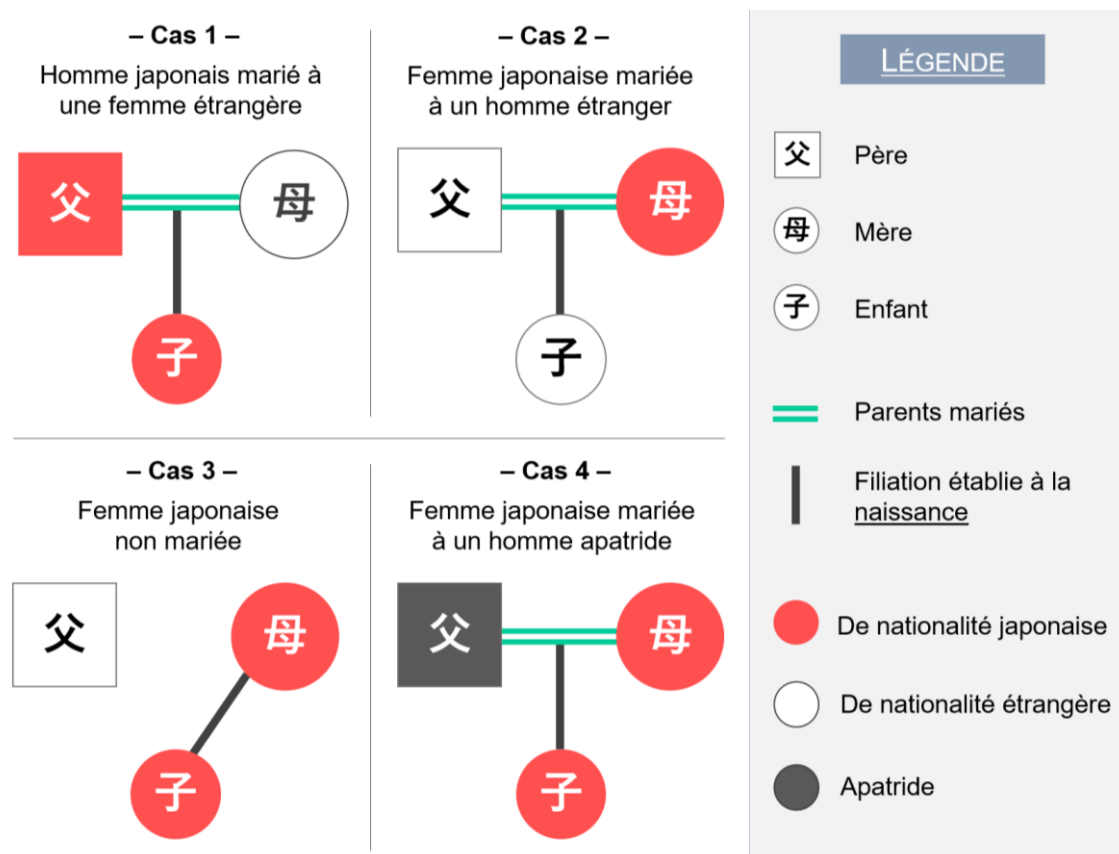 – Cas 1 –
Homme japonais marié à
une femme étrangère
父
母
子
– Cas 2 –
Femme japonaise mariée
à un homme étranger
父
母
子
– Cas 3 –
Femme japonaise
non mariée
父
母
子
– Cas 4 –
Femme japonaise mariée
à un homme apatride
父
母
子
LÉGENDE
父 Père
母 Mère
子 Enfant
Parents mariés
Filiation établie à la
naissance
De nationalité japonaise
De nationalité étrangère
Apatride